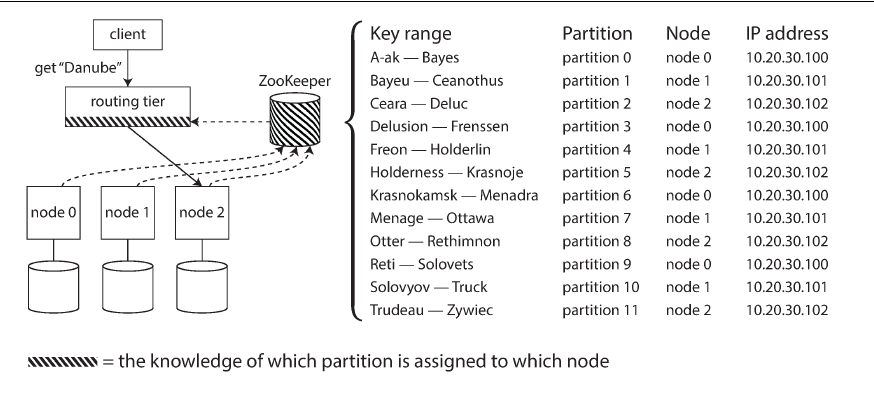 client
get “Danube”
routing tier
ZooKeeper
node 0 node 1 node 2
Key range Partition Node IP address
A-ak — Bayes partition 0 node 0 10.20.30.100
Bayeu — Ceanothus partition 1 node 1 10.20.30.101
Ceara — Deluc partition 2 node 2 10.20.30.102
Delusion — Frenssen partition 3 node 0 10.20.30.100
Freon — Holderlin partition 4 node 1 10.20.30.101
Holderness — Krasnoje partition 5 node 2 10.20.30.102
Krasnokamsk — Menadra partition 6 node 0 10.20.30.100
Menage — Ottawa partition 7 node 1 10.20.30.101
Otter — Rethimnon partition 8 node 2 10.20.30.102
Reti — Solovets partition 9 node 0 10.20.30.100
Solovyov — Truck partition 10 node 1 10.20.30.101
Trudeau — Zywiec partition 11 node 2 10.20.30.102
= the knowledge of which partition is assigned to which node